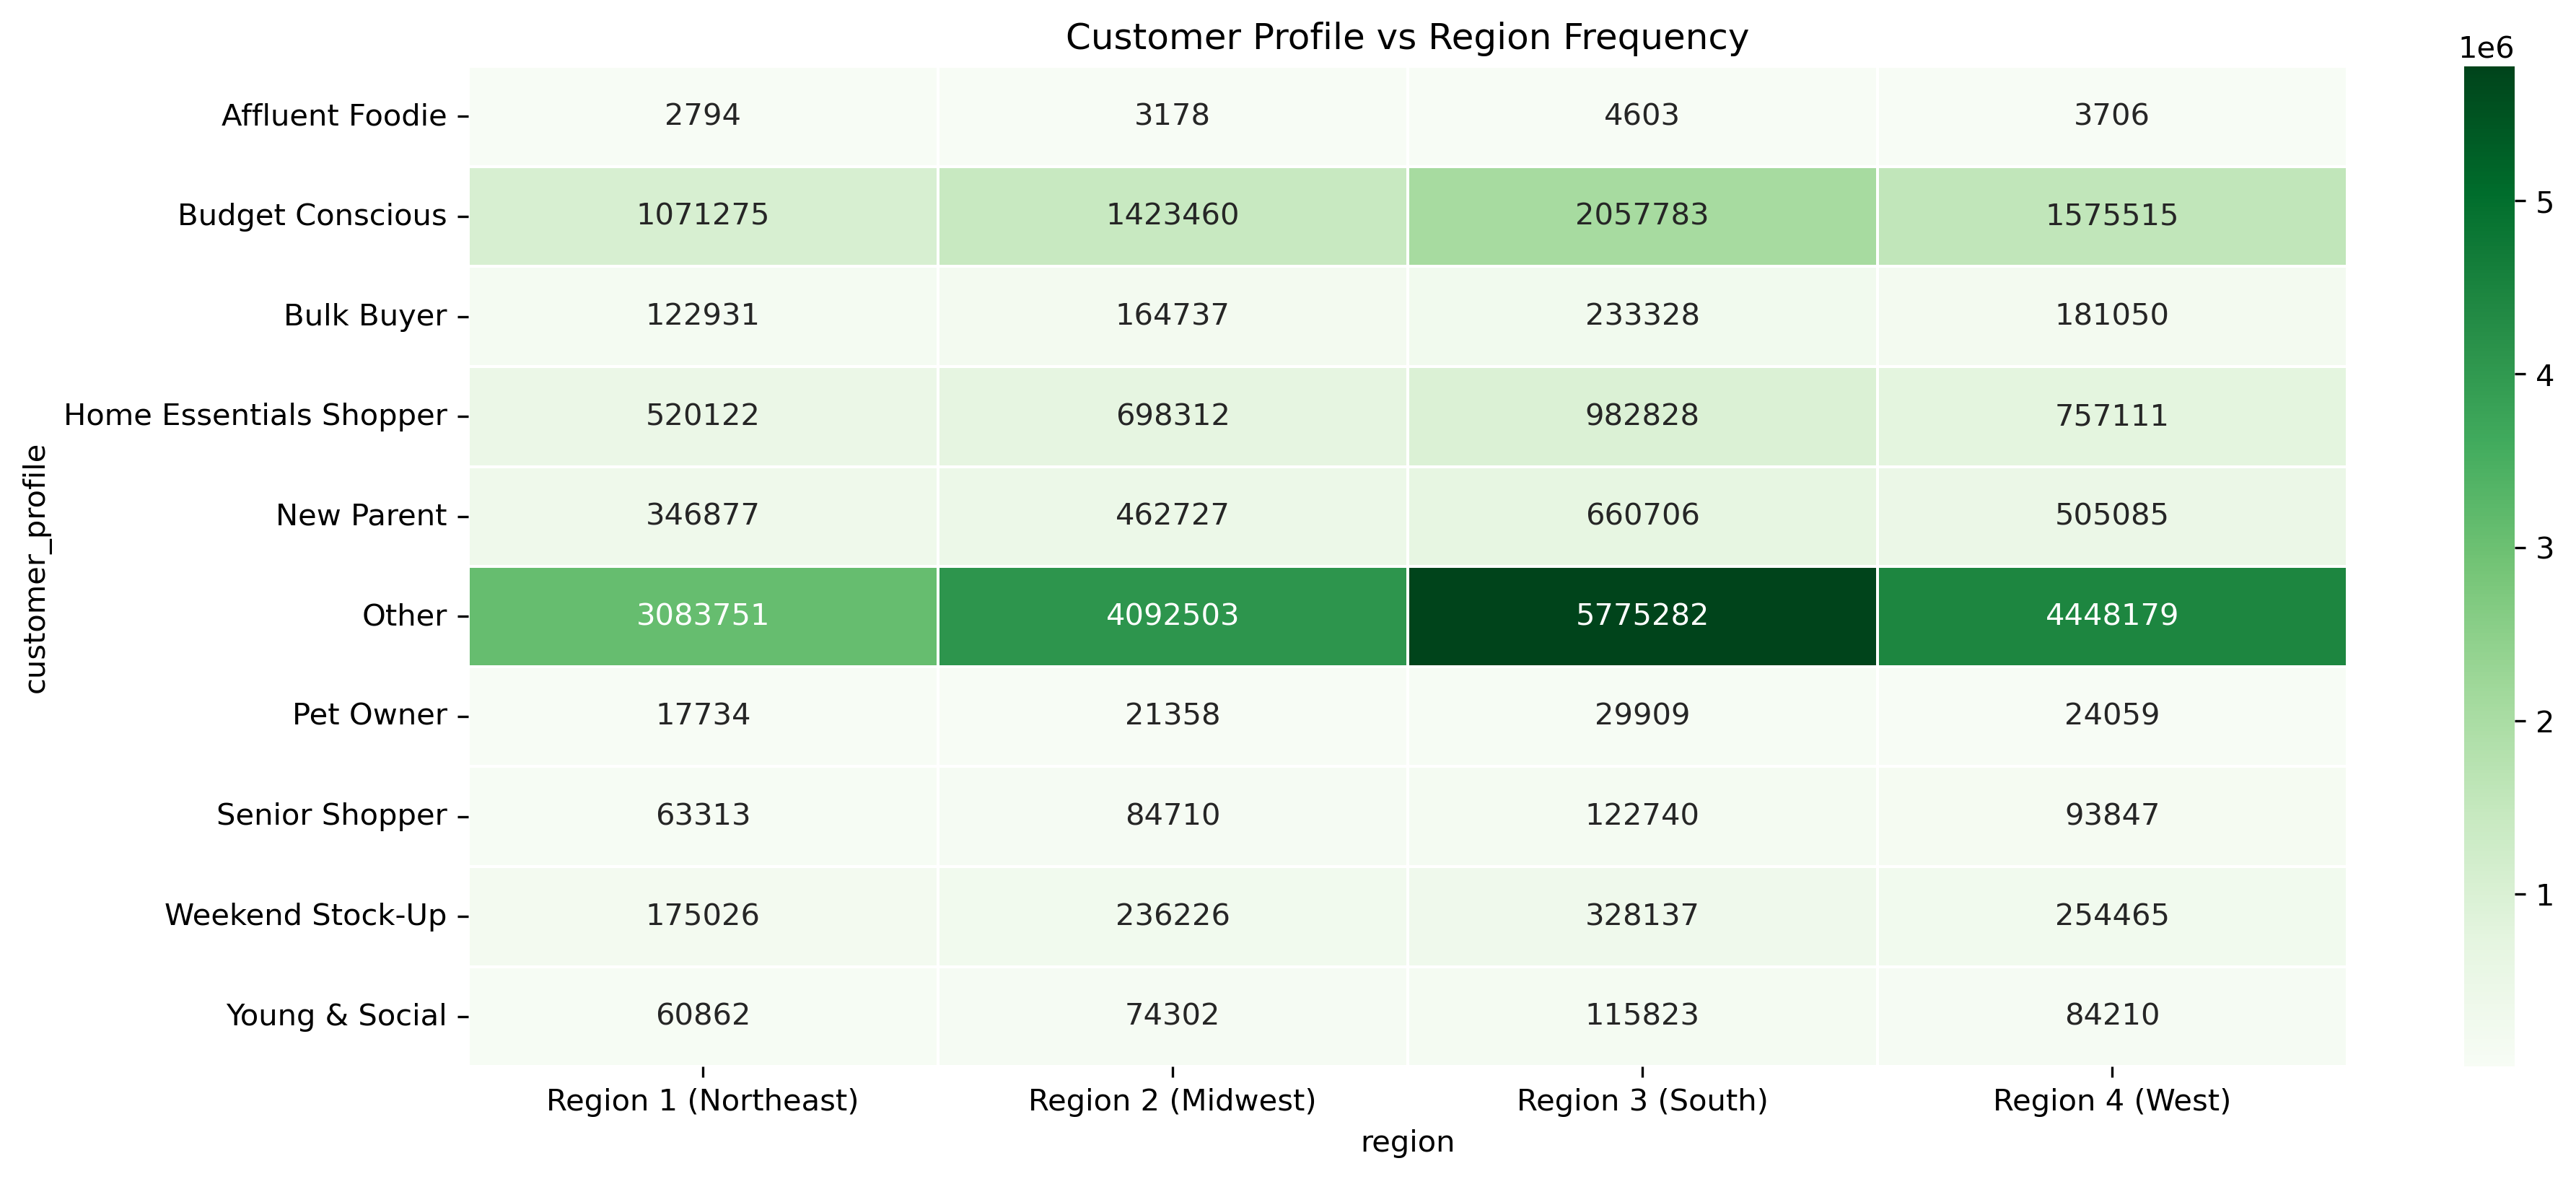 Customer Profile vs Region Frequency
1e6
Affluent Foodie 2794 3178 4603 3706
Budget Conscious 1071275 1423460 2057783 1575515
5
Bulk Buyer 122931 164737 233328 181050
4
Home Essentials Shopper 520122 698312 982828 757111
New Parent 346877 462727 660706 505085
3
customer_profile
Other 3083751 4092503 5775282 4448179
Pet Owner 17734 21358 29909 24059
2
Senior Shopper 63313 84710 122740 93847
1
Weekend Stock-Up 175026 236226 328137 254465
Young & Social 60862 74302 115823 84210
Region 1 (Northeast) Region 2 (Midwest) Region 3 (South) Region 4 (West)
region